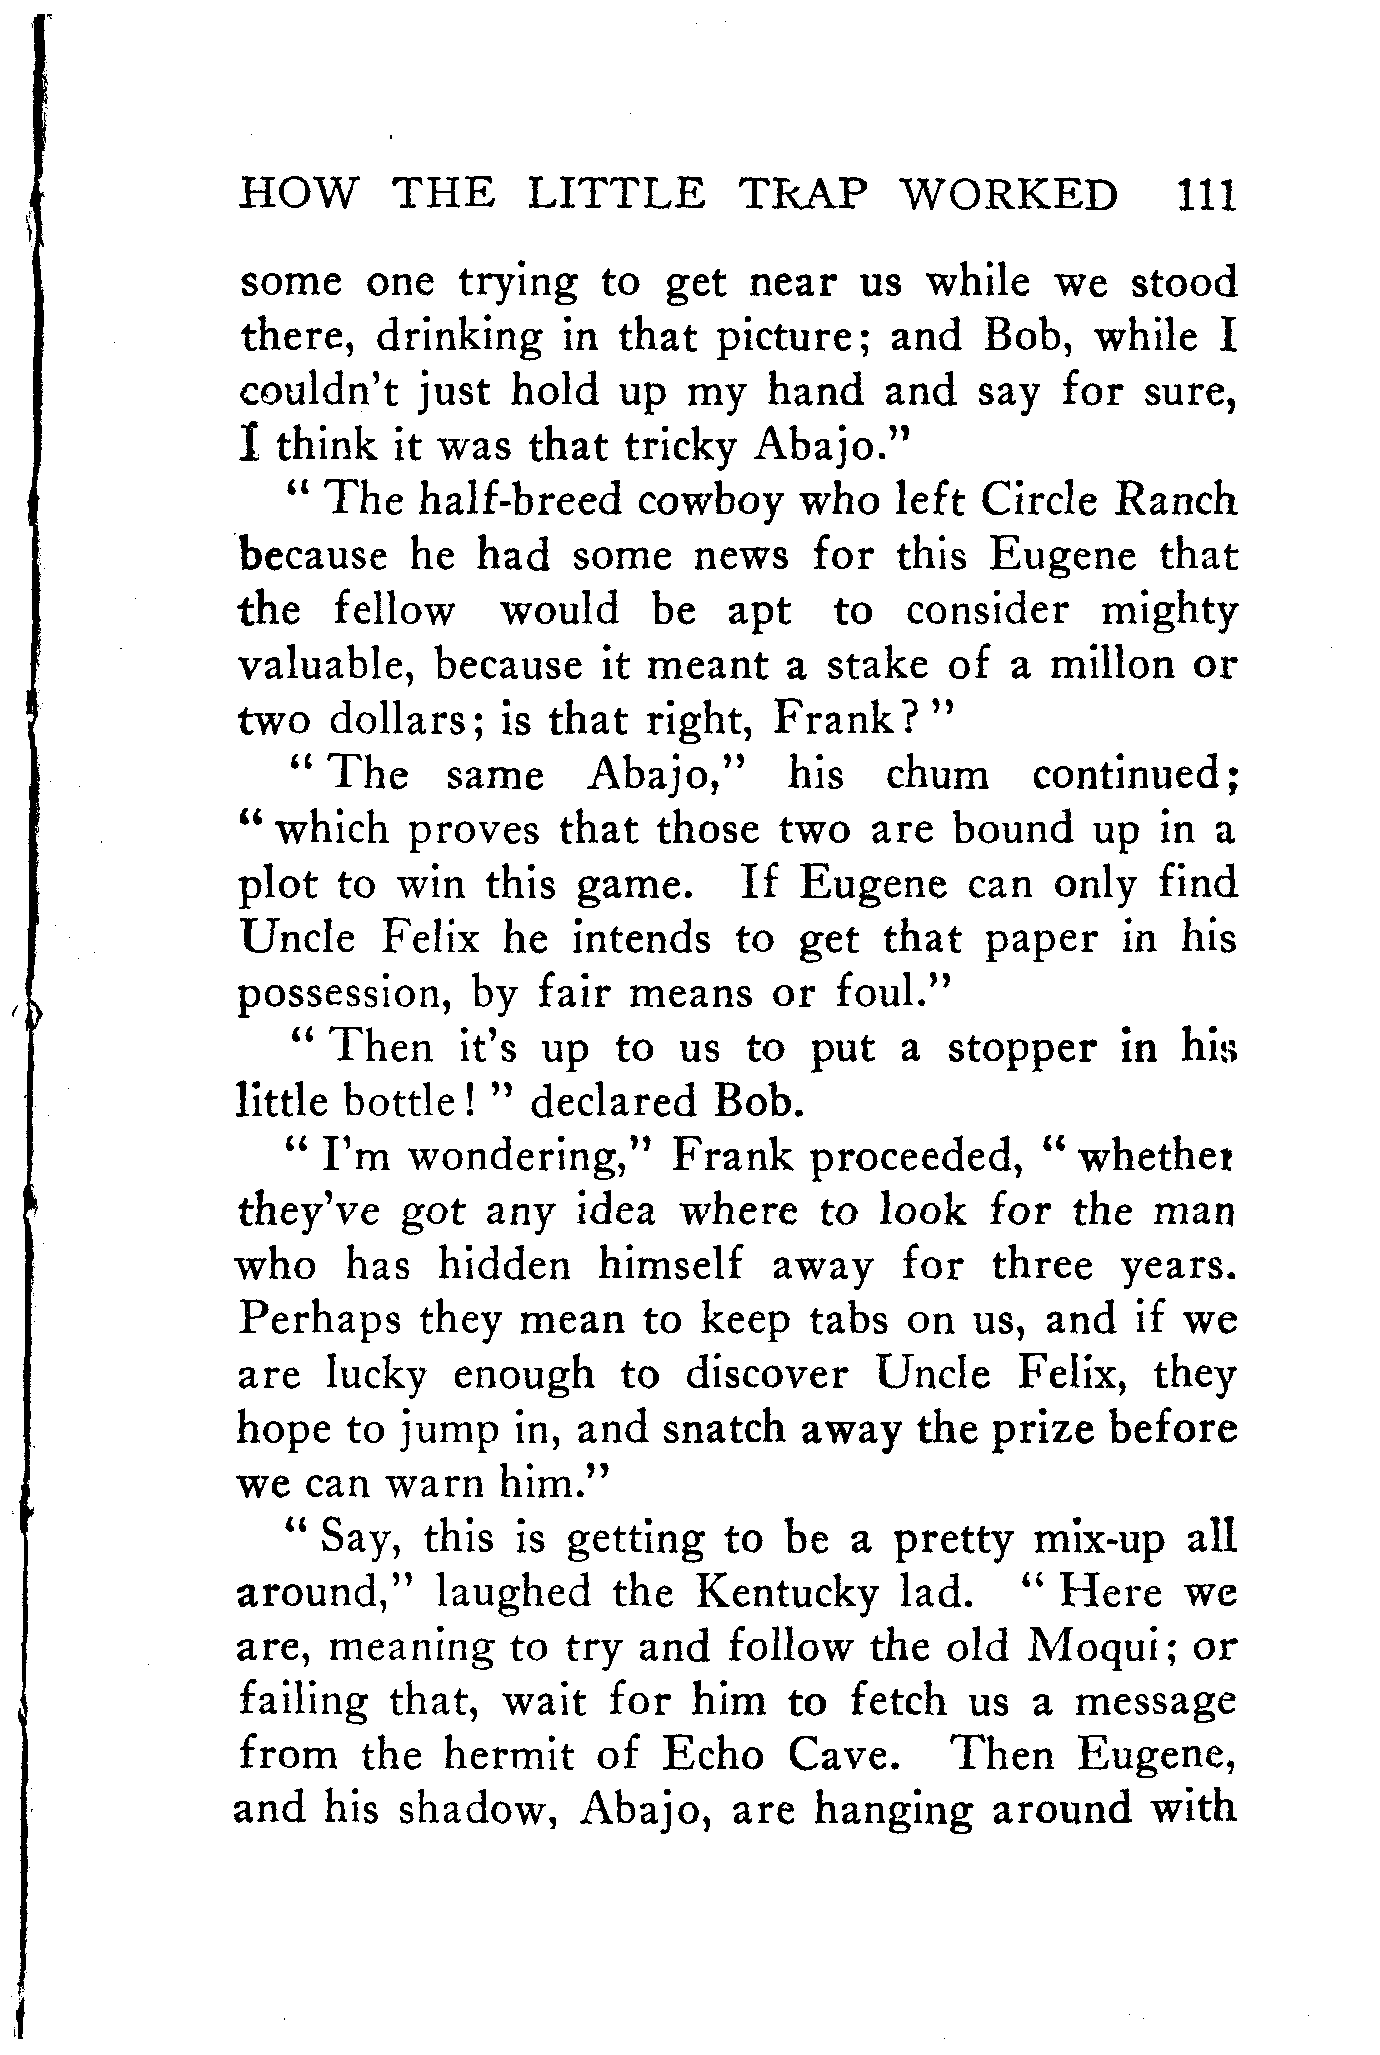 HOW THE LITTLE TRAP WORKED 111
some one trying to get near us while we stood
there, drinking in that picture; and Bob, while I
couldn't just hold up my hand and say for sure,
I think it was that tricky Abajo."
" The half-breed cowboy who left Circle Ranch
because he had some news for this Eugene that
the fellow would be apt to consider mighty
valuable, because it meant a stake of a millon or
two dollars; is that right, Frank? "
" The same Abajo," his chum continued;
" which proves that those two are bound up in a
plot to win this game. If Eugene can only find
Uncle Felix he intends to get that paper in his
possession, by fair means or foul."
" Then it's up to us to put a stopper in his
little bottle! " declared Bob.
" I'm wondering," Frank proceeded, " whether
they've got any idea where to look for the man
who has hidden himself away for three years.
Perhaps they mean to keep tabs on us, and if we
are lucky enough to discover Uncle Felix, they
hope to jump in, and snatch away the prize before
we can warn him."
" Say, this is getting to be a pretty mix-up all
around," laughed the Kentucky lad. " Here we
are, meaning to try and follow the old Moqui; or
failing that, wait for him to fetch us a message
from the hermit of Echo Cave. Then Eugene,
and his shadow, Abajo, are hanging around with